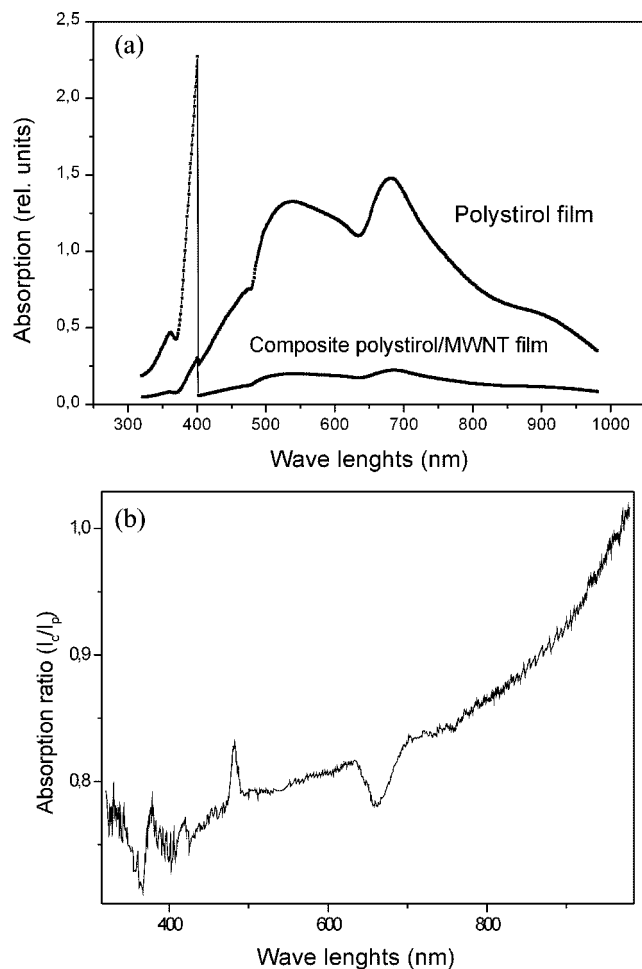 (a)
2,5
2,0
1,5
1,0
0,5
0,0
Absorption (rel. units)
Polystirol film
Composite polystirol/MWNT film
300 400 500 600 700 800 900 1000
Wave lenghts (nm)
(b)
1,0
0,9
0,8
Absorption ratio (Ic/Ip)
400 600 800
Wave lenghts (nm)